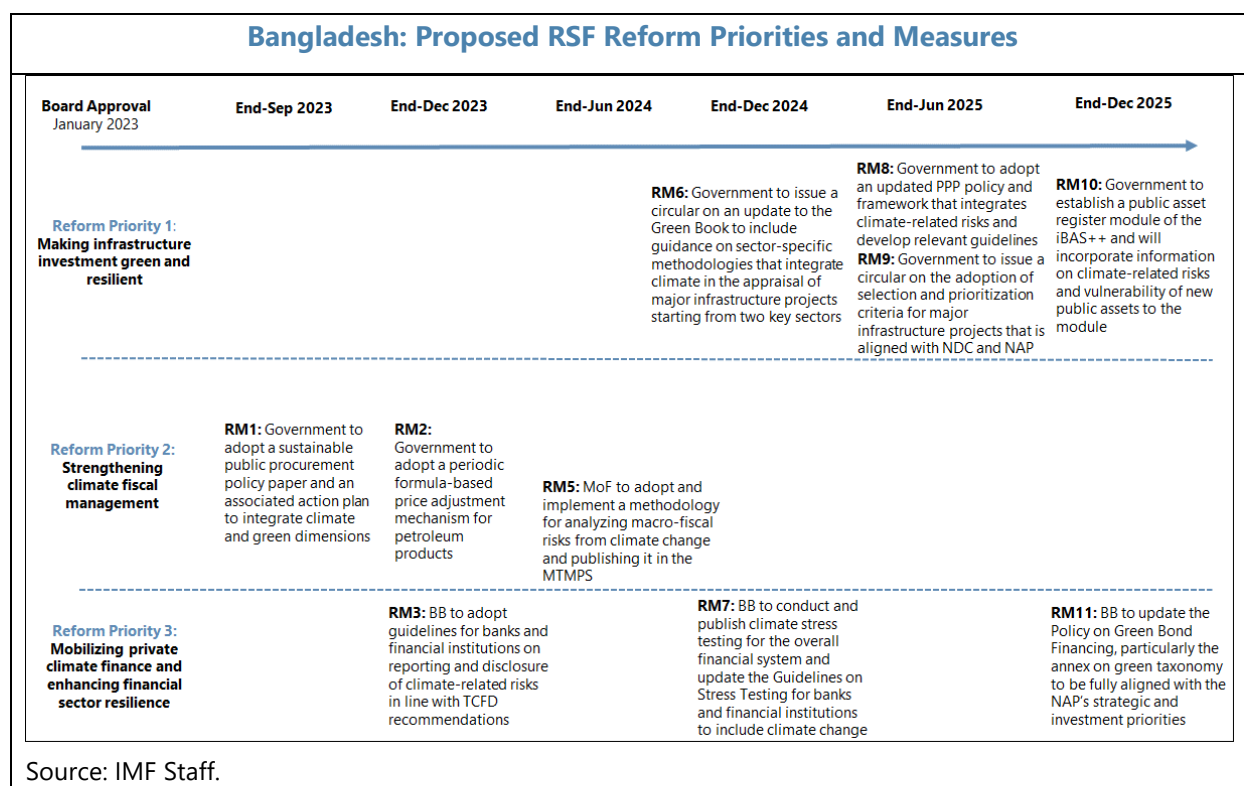 Bangladesh: Proposed RSF Reform Priorities and Measures
Board Approval
January 2023
End-Sep 2023
End-Dec 2023
End-Jun 2024
End-Dec 2024
End-Jun 2025
End-Dec 2025
Reform Priority 1:
Making infrastructure
investment green and
resilient
RM6: Government to issue a
circular on an update to the
Green Book to include
guidance on sector-specific
methodologies that integrate
climate in the appraisal of
major infrastructure projects
starting from two key sectors
RM8: Government to adopt
an updated PPP policy and
framework that integrates
climate-related risks and
develop relevant guidelines
RM9: Government to issue a
circular on the adoption of
selection and prioritization
criteria for major
infrastructure projects that is
aligned with NDC and NAP
RM10: Government to
establish a public asset
register module of the
iBAS++ and will
incorporate information
on climate-related risks
and vulnerability of new
public assets to the
module
Reform Priority 2:
Strengthening
climate fiscal
management
RM1: Government to
adopt a sustainable
public procurement
policy paper and an
associated action plan
to integrate climate
and green dimensions
RM2:
Government to
adopt a periodic
formula-based
price adjustment
mechanism for
petroleum
products
RM5: MoF to adopt and
implement a methodology
for analyzing macro-fiscal
risks from climate change
and publishing it in the
MTMPS
Reform Priority 3:
Mobilizing private
climate finance and
enhancing financial
sector resilience
RM3: BB to adopt
guidelines for banks and
financial institutions on
reporting and disclosure
of climate-related risks
in line with TCFD
recommendations
RM7: BB to conduct and
publish climate stress
testing for the overall
financial system and
update the Guidelines on
Stress Testing for banks
and financial institutions
to include climate change
RM11: BB to update the
Policy on Green Bond
Financing, particularly the
annex on green taxonomy
to be fully aligned with the
NAP's strategic and
investment priorities
Source: IMF Staff.